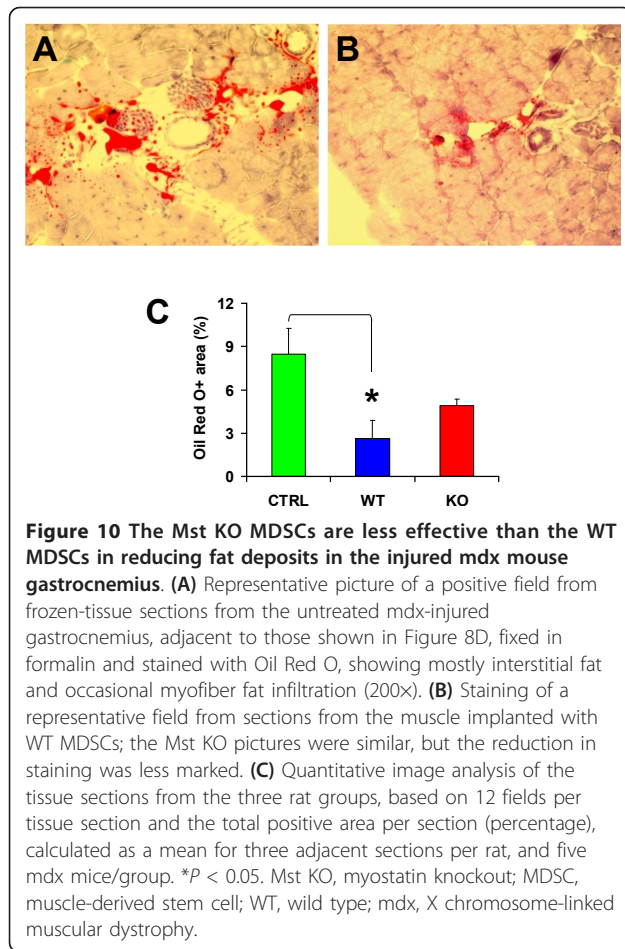 A
B
C
Oil Red O+ area (%)
12
9
6
3
0
*
CTRL WT KO
Figure 10 The Mst KO MDSCs are less effective than the WT
MDSCs in reducing fat deposits in the injured mdx mouse
gastrocnemius. (A) Representative picture of a positive field from
frozen-tissue sections from the untreated mdx-injured
gastrocnemius, adjacent to those shown in Figure 8D, fixed in
formalin and stained with Oil Red O, showing mostly interstitial fat
and occasional myofiber fat infiltration (200×). (B) Staining of a
representative field from sections from the muscle implanted with
WT MDSCs; the Mst KO pictures were similar, but the reduction in
staining was less marked. (C) Quantitative image analysis of the
tissue sections from the three rat groups, based on 12 fields per
tissue section and the total positive area per section (percentage),
calculated as a mean for three adjacent sections per rat, and five
mdx mice/group. *P < 0.05. Mst KO, myostatin knockout; MDSC,
muscle-derived stem cell; WT, wild type; mdx, X chromosome-linked
muscular dystrophy.